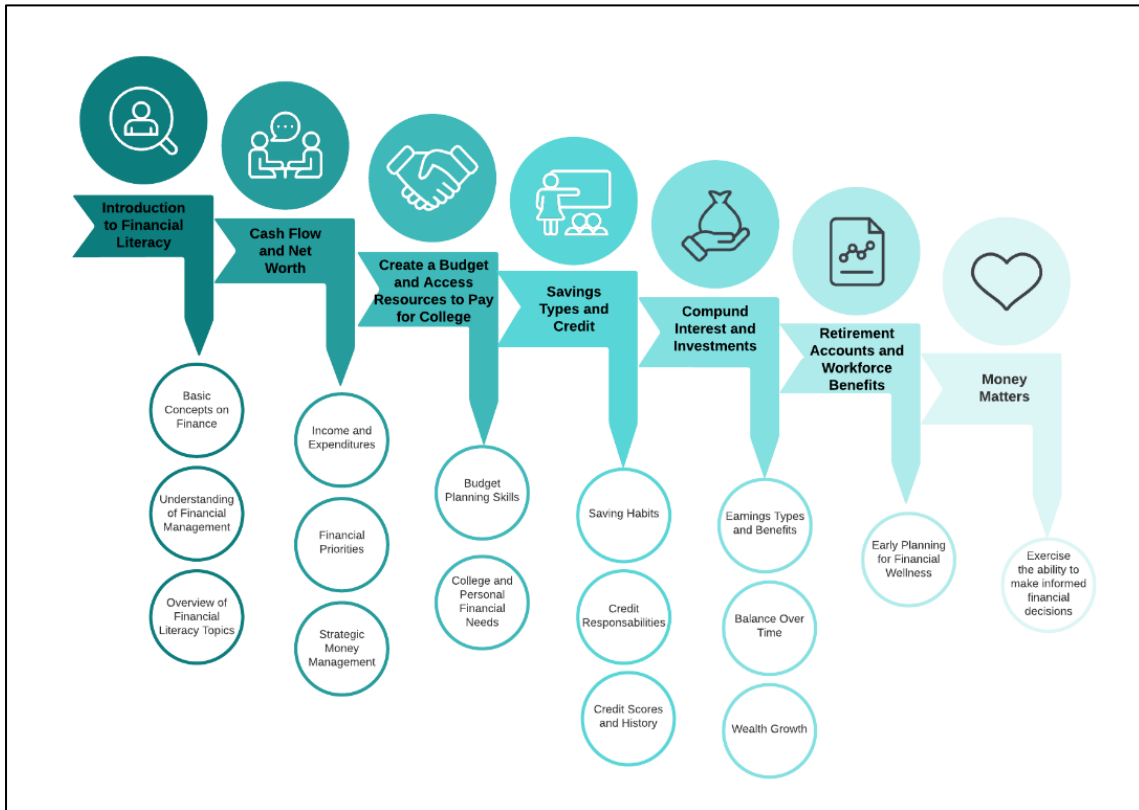 Introduction
to Financial
Literacy
Basic
Concepts on
Finance
Understanding
of Financial
Management
Overview of
Financial
Literacy Topics
Cash Flow
and Net
Worth
Income and
Expenditures
Financial
Priorities
Strategic
Money
Management
Create a Budget
and Access
Resources to Pay
for College
Budget
Planning Skills
College and
Personal
Financial
Needs
Savings
Types and
Credit
Saving Habits
Credit
Responsabilities
Credit Scores
and History
Compund
Interest and
Investments
Earnings Types
and Benefits
Balance Over
Time
Wealth Growth
Retirement
Accounts and
Workforce
Benefits
Early Planning
for Financial
Wellness
Money
Matters
Exercise
the ability to
make informed
financial
decisions